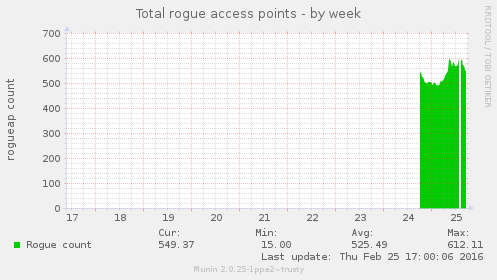 Total rogue access points - by week
RRDTOOL / TOBI OETIKER
rogueap count
700
600
500
400
300
200
100
0
17 18 19 20 21 22 23 24 25
Cur: Min: Avg: Max:
Rogue count 549.37 15.00 525.49 612.11
Last update: Thu Feb 25 17:00:06 2016
Munin 2.0.25-1ppa2~trusty